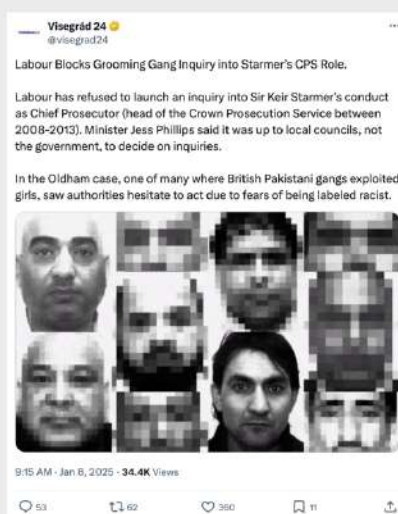 Visegrád 24
@visegrad24
Labour Blocks Grooming Gang Inquiry into Starmer's CPS Role.
Labour has refused to launch an inquiry into Sir Keir Starmer's conduct
as Chief Prosecutor (head of the Crown Prosecution Service between
2008-2013). Minister Jess Phillips said it was up to local councils, not
the government, to decide on inquiries.
In the Oldham case, one of many where British Pakistani gangs exploited
girls, saw authorities hesitate to act due to fears of being labeled racist.
9:15 AM · Jan 6, 2025 · 34.4K Views
53 62 360 11